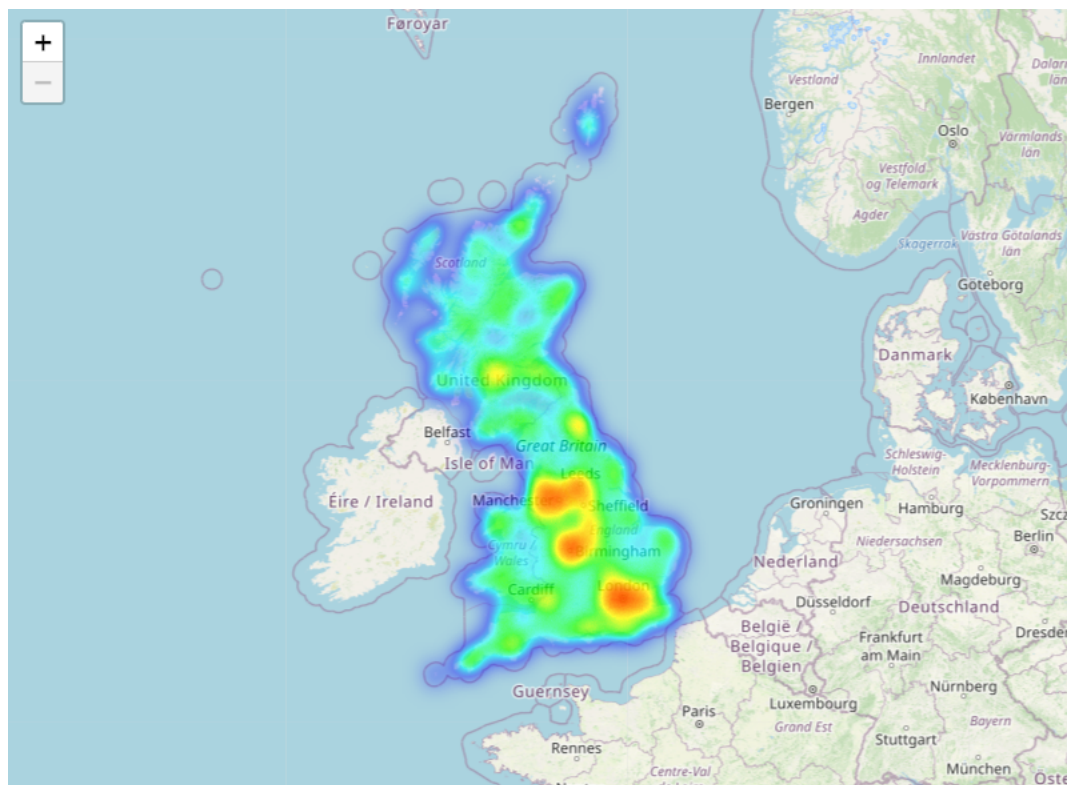 Føroyar
+
−
Vestland
Innlandet
Bergen
Oslo
Värmlands
län
Vestfold
og Telemark
Agder
Skagerrak
Västra Götalands
län
Scotland
Göteborg
Danmark
United Kingdom
København
Belfast
Great Britain
Isle of Man
Leeds
Schleswig-
Holstein
Mecklenburg-
Vorpommern
Éire / Ireland
Manchester
Sheffield
Groningen
Hamburg
England
Niedersachsen
Berlin
Cymru /
Wales
Birmingham
Nederland
Magdeburg
Cardiff
London
Düsseldorf
Deutschland
België /
Belgique /
Belgien
Frankfurt
am Main
Guernsey
Luxembourg
Nürnberg
Paris
Grand Est
Bayern
Rennes
Stuttgart
München
Centre-Val